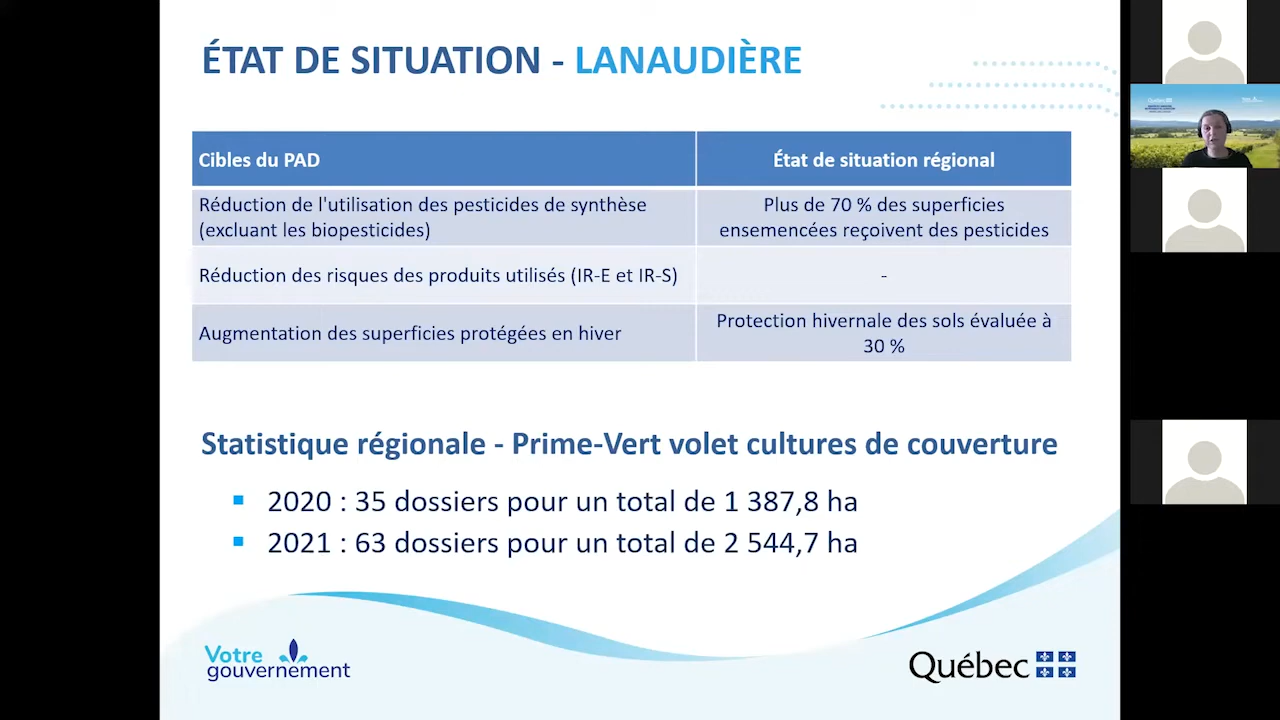 ÉTAT DE SITUATION - LANAUDIÈRE
Cibles du PAD
État de situation régional
Réduction de l'utilisation des pesticides de synthèse
(excluant les biopesticides)
Plus de 70 % des superficies
ensemencées reçoivent des pesticides
Réduction des risques des produits utilisés (IR-E et IR-S)
-
Augmentation des superficies protégées en hiver
Protection hivernale des sols évaluée à
30 %
Statistique régionale - Prime-Vert volet cultures de couverture
▪ 2020 : 35 dossiers pour un total de 1 387,8 ha
▪ 2021 : 63 dossiers pour un total de 2 544,7 ha
Votre
gouvernement
Québec